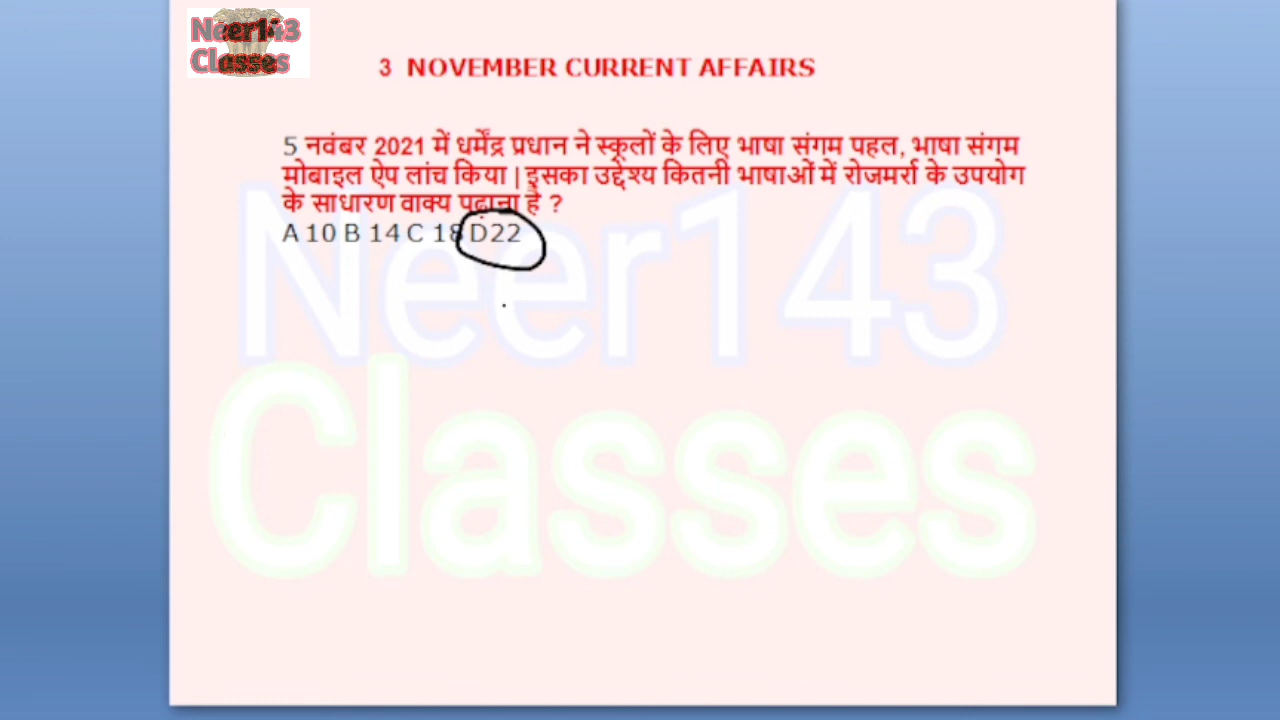 Neer143
Classes
3 NOVEMBER CURRENT AFFAIRS
5 नवंबर 2021 में धर्मेंद्र प्रधान ने स्कूलों के लिए भाषा संगम पहल, भाषा संगम
मोबाइल ऐप लांच किया | इसका उद्देश्य कितनी भाषाओं में रोजमर्रा के उपयोग
के साधारण वाक्य पढ़ाना है ?
A 10 B 14 C 18 D22
Neer143
Classes